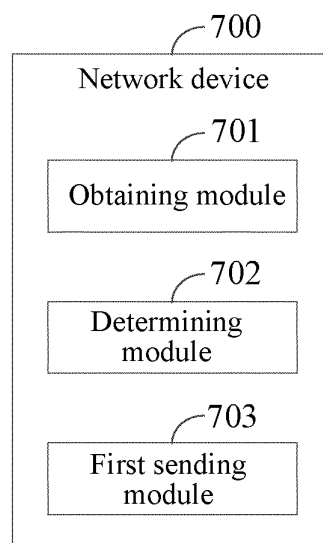 700
Network device
701
Obtaining module
702
Determining
module
703
First sending
module